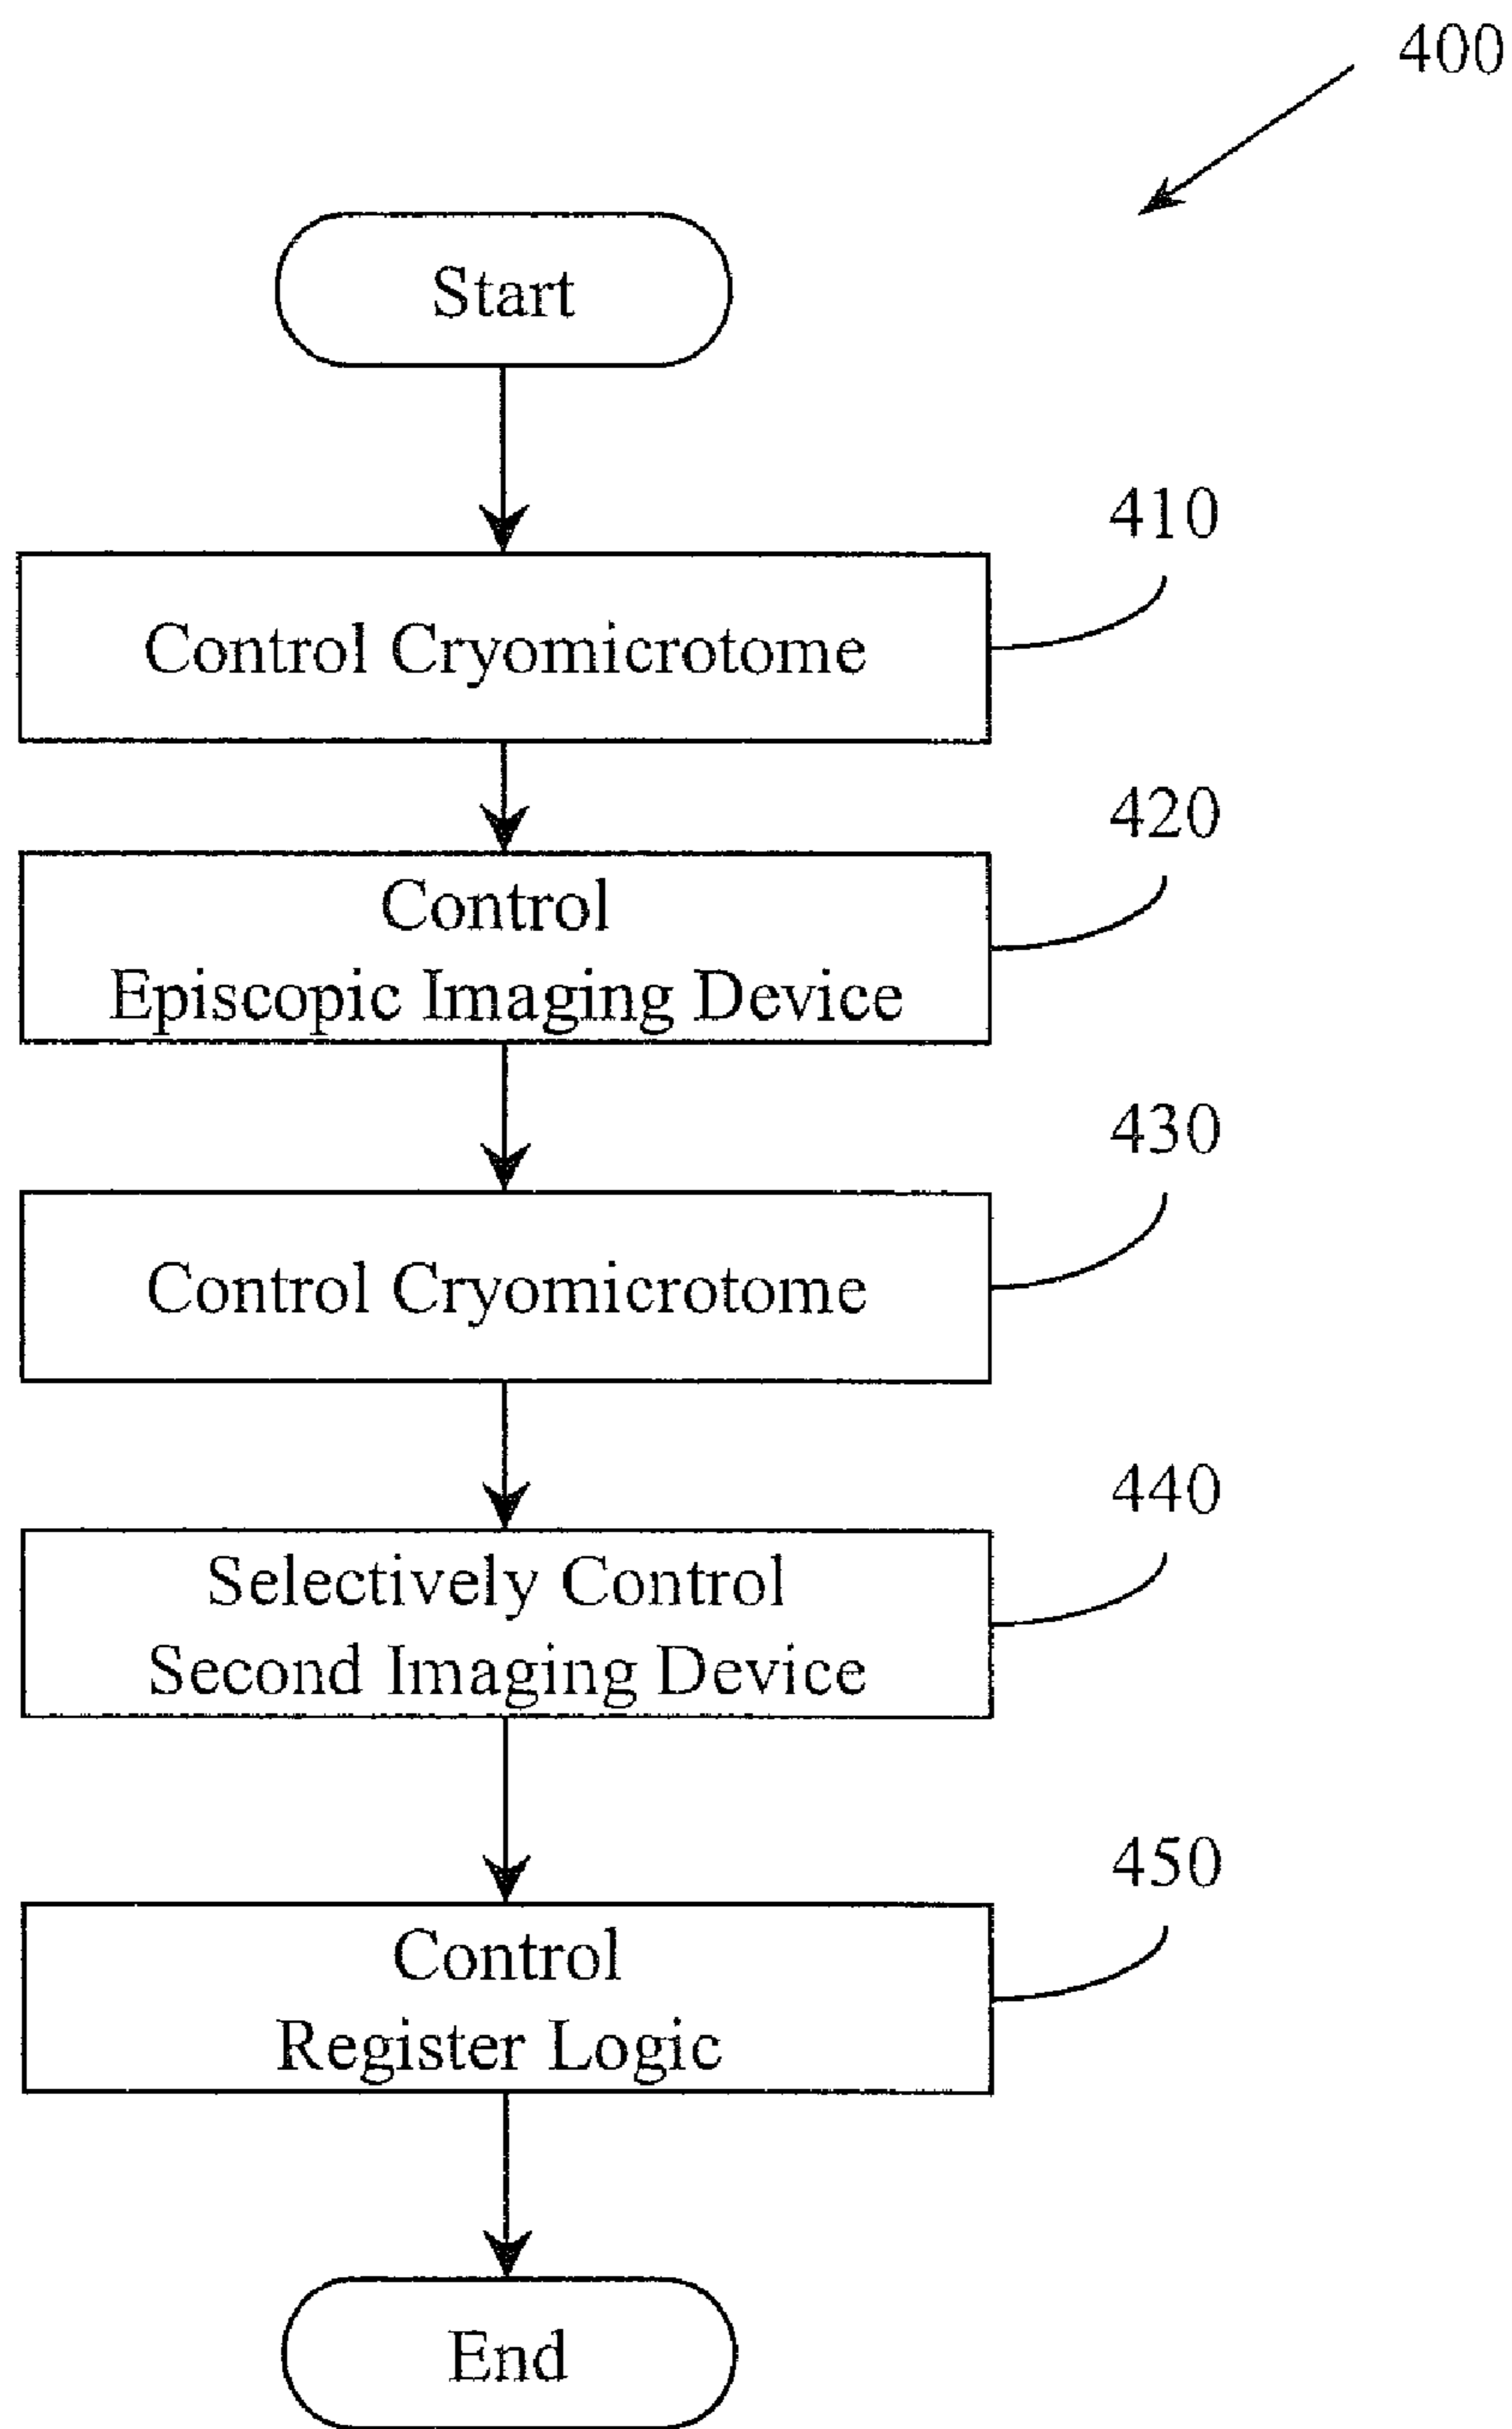 400
Start
410
Control Cryomicrotome
420
Control
Episcopic Imaging Device
430
Control Cryomicrotome
440
Selectively Control
Second Imaging Device
450
Control
Register Logic
End